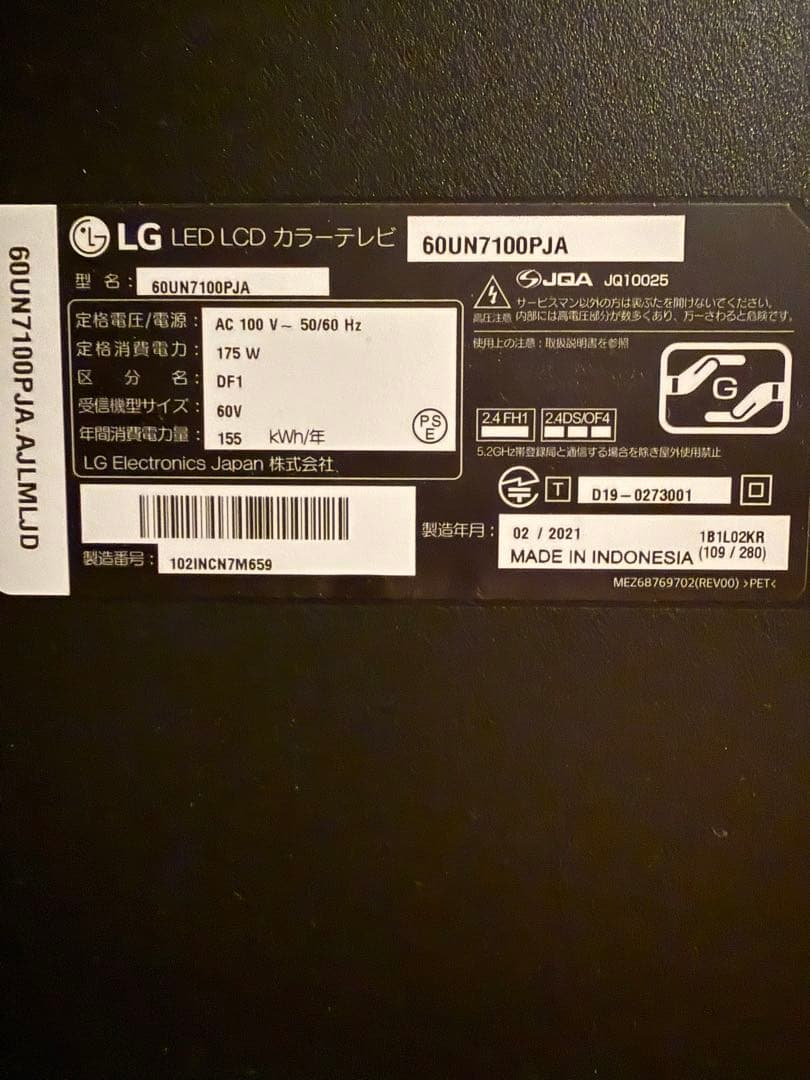 60UN7100PJA.AJLMLJD
LG LED LCD カラーテレビ 60UN7100PJA
型 名 : 60UN7100PJA
定格電圧/電源 : AC 100 V~ 50/60 Hz
定格消費電力 : 175 W
区 分 名 : DF1
受信機型サイズ : 60V
年間消費電力量 : 155 kWh/年
PS
E
LG Electronics Japan 株式会社
製造番号 : 102INCN7M659
JQA JQ10025
高圧注意
サービスマン以外の方は裏ぶたを開けないでください。
内部には高電圧部分が数多くあり、万一さわると危険です。
使用上の注意 : 取扱説明書を参照
G
2.4 FH1 2.4DS/OF4
5.2GHz帯登録局と通信する場合を除き屋外使用禁止
T D19-0273001
製造年月 : 02 / 2021 1B1L02KR
MADE IN INDONESIA (109 / 280)
MEZ68769702(REV00) >PET<